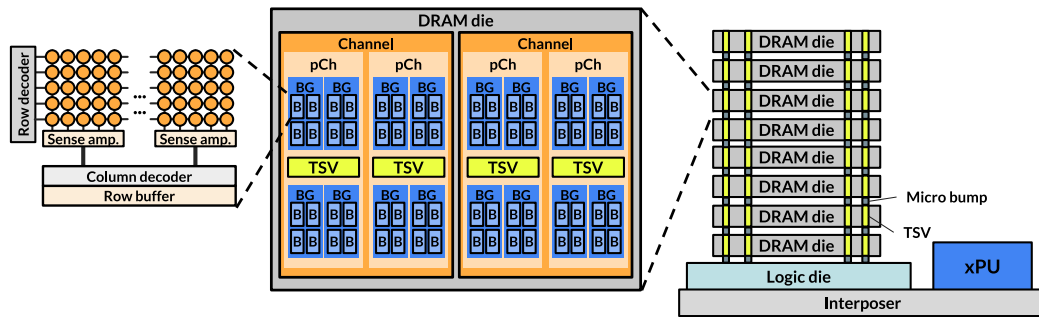 Row decoder
...
...
Sense amp.
Sense amp.
Column decoder
Row buffer
DRAM die
Channel
Channel
pCh
pCh
pCh
pCh
BG BG BG BG BG BG BG BG
B B B B B B B B B B B B B B B B
B B B B B B B B B B B B B B B B
TSV
TSV
TSV
TSV
BG BG BG BG BG BG BG BG
B B B B B B B B B B B B B B B B
B B B B B B B B B B B B B B B B
DRAM die
DRAM die
DRAM die
DRAM die
DRAM die
DRAM die
DRAM die
DRAM die
Micro bump
TSV
Logic die
xPU
Interposer